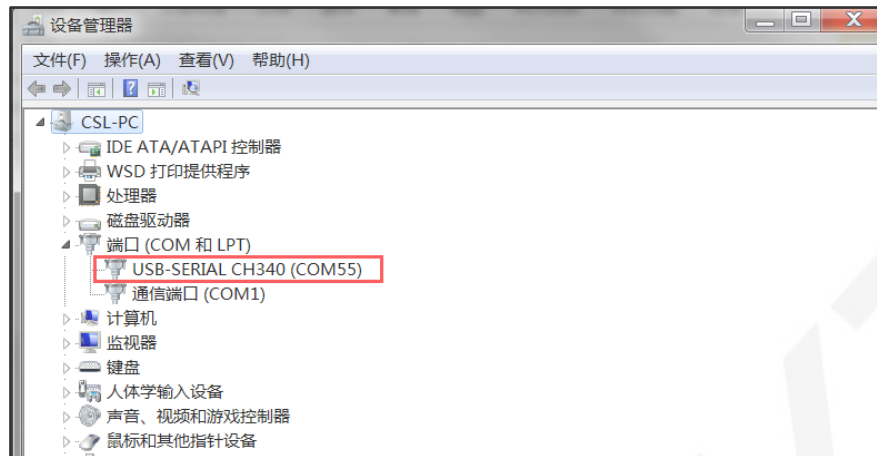 设备管理器
文件(F) 操作(A) 查看(V) 帮助(H)
CSL-PC
IDE ATA/ATAPI 控制器
WSD 打印提供程序
处理器
磁盘驱动器
端口 (COM 和 LPT)
USB-SERIAL CH340 (COM55)
通信端口 (COM1)
计算机
监视器
键盘
人体学输入设备
声音、视频和游戏控制器
鼠标和其他指针设备